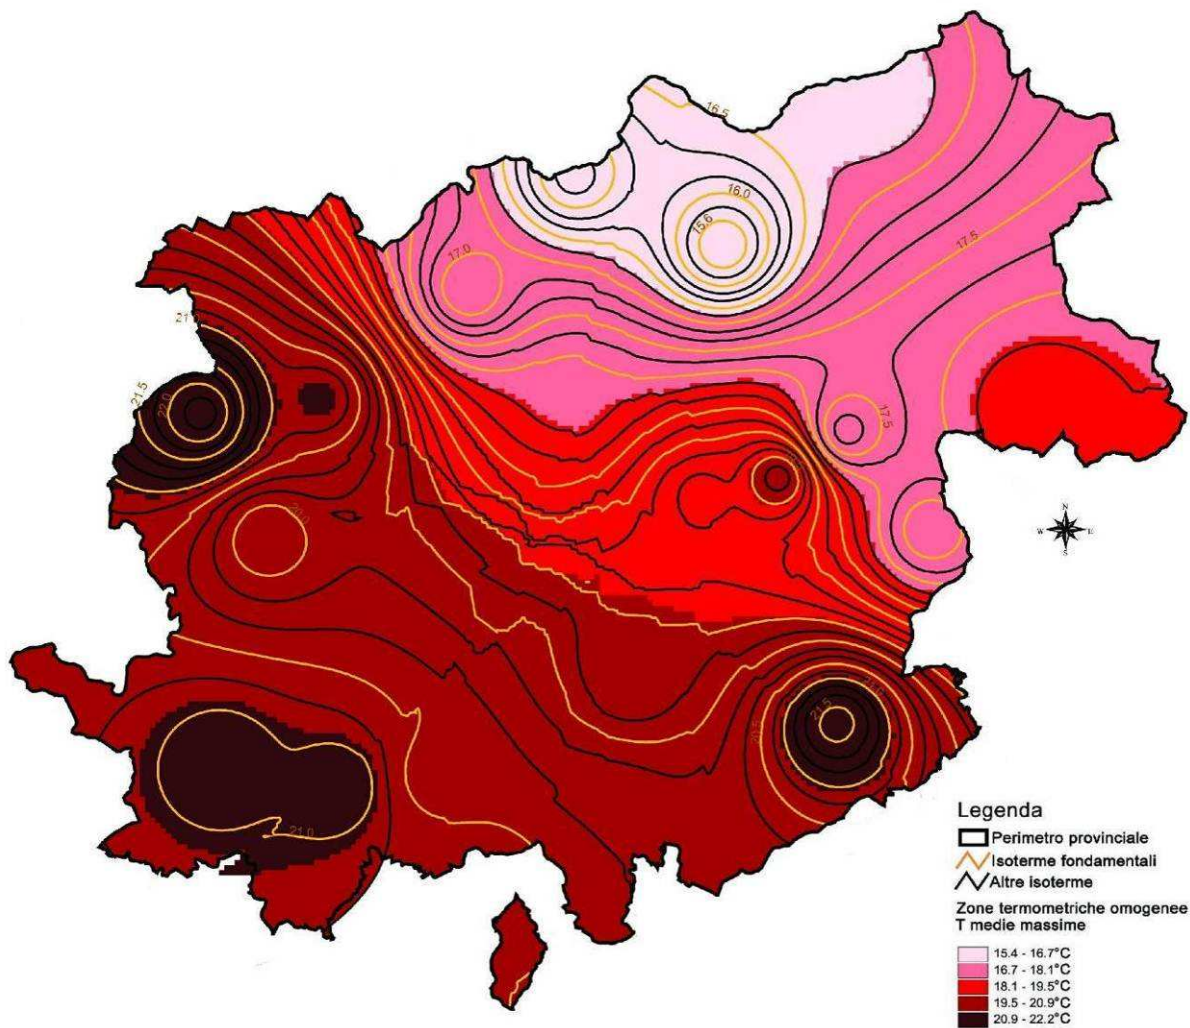 16.5
16.0
15.6
17.0
17.5
21.0
21.5
22.0
17.5
20.0
N
W E
S
21.5
20.5
21.0
Legenda
Perimetro provinciale
Isoterme fondamentali
Altre isoterme
Zone termometriche omogenee
T medie massime
15.4 - 16.7°C
16.7 - 18.1°C
18.1 - 19.5°C
19.5 - 20.9°C
20.9 - 22.2°C